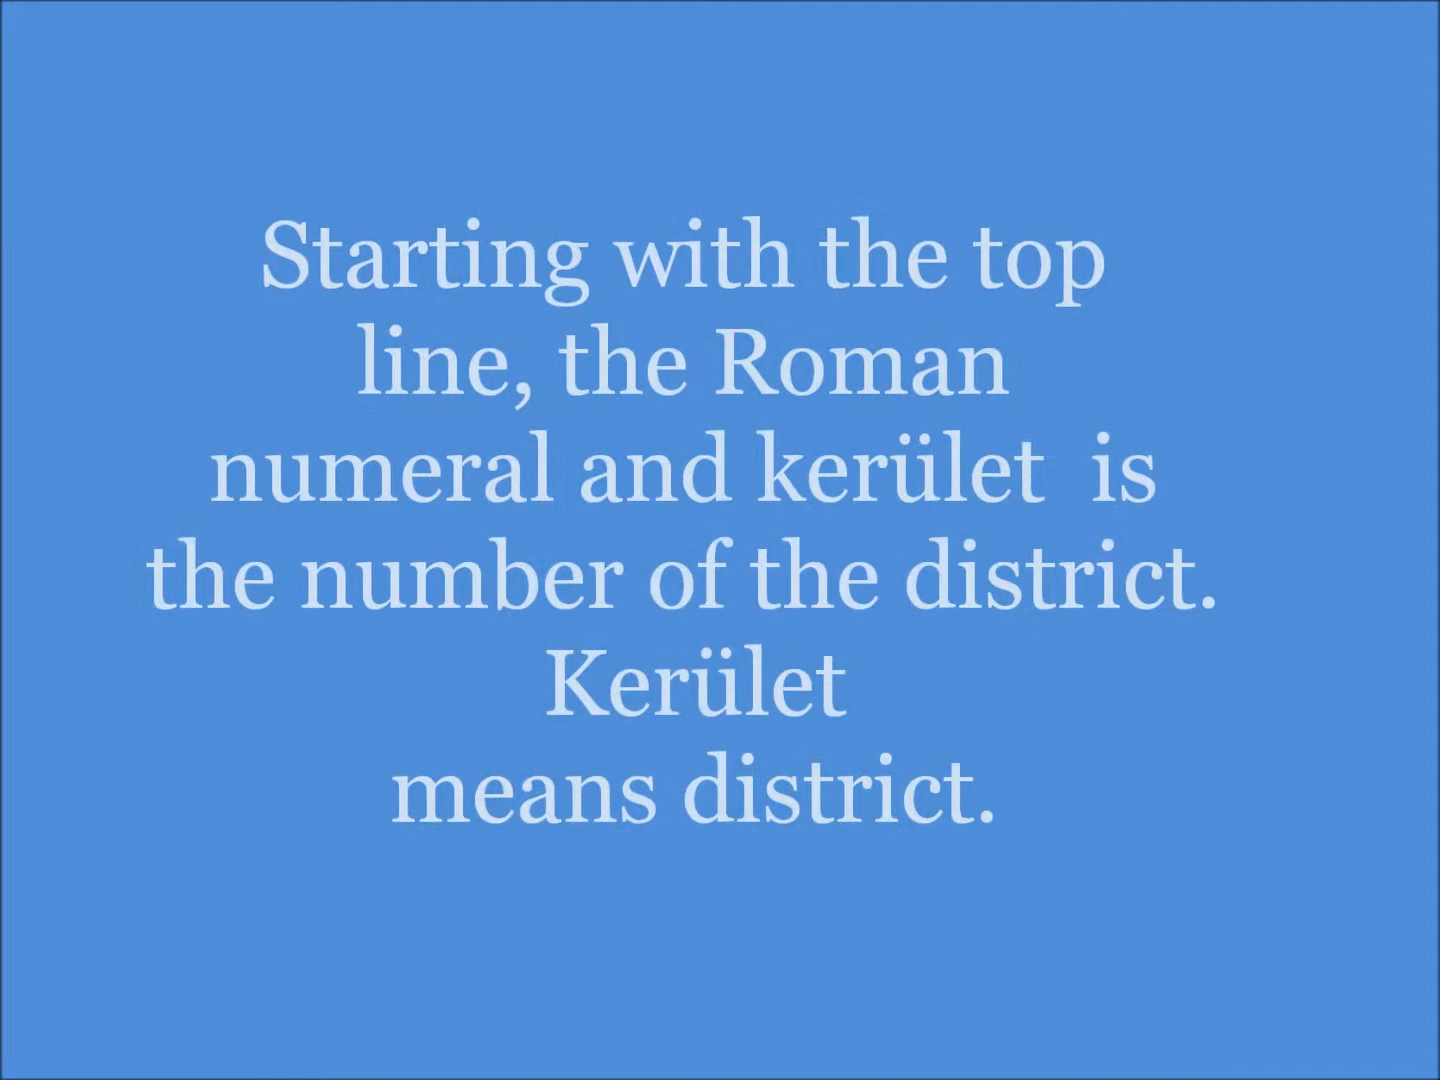 Starting with the top
line, the Roman
numeral and kerület  is
the number of the district.
Kerület
means district.